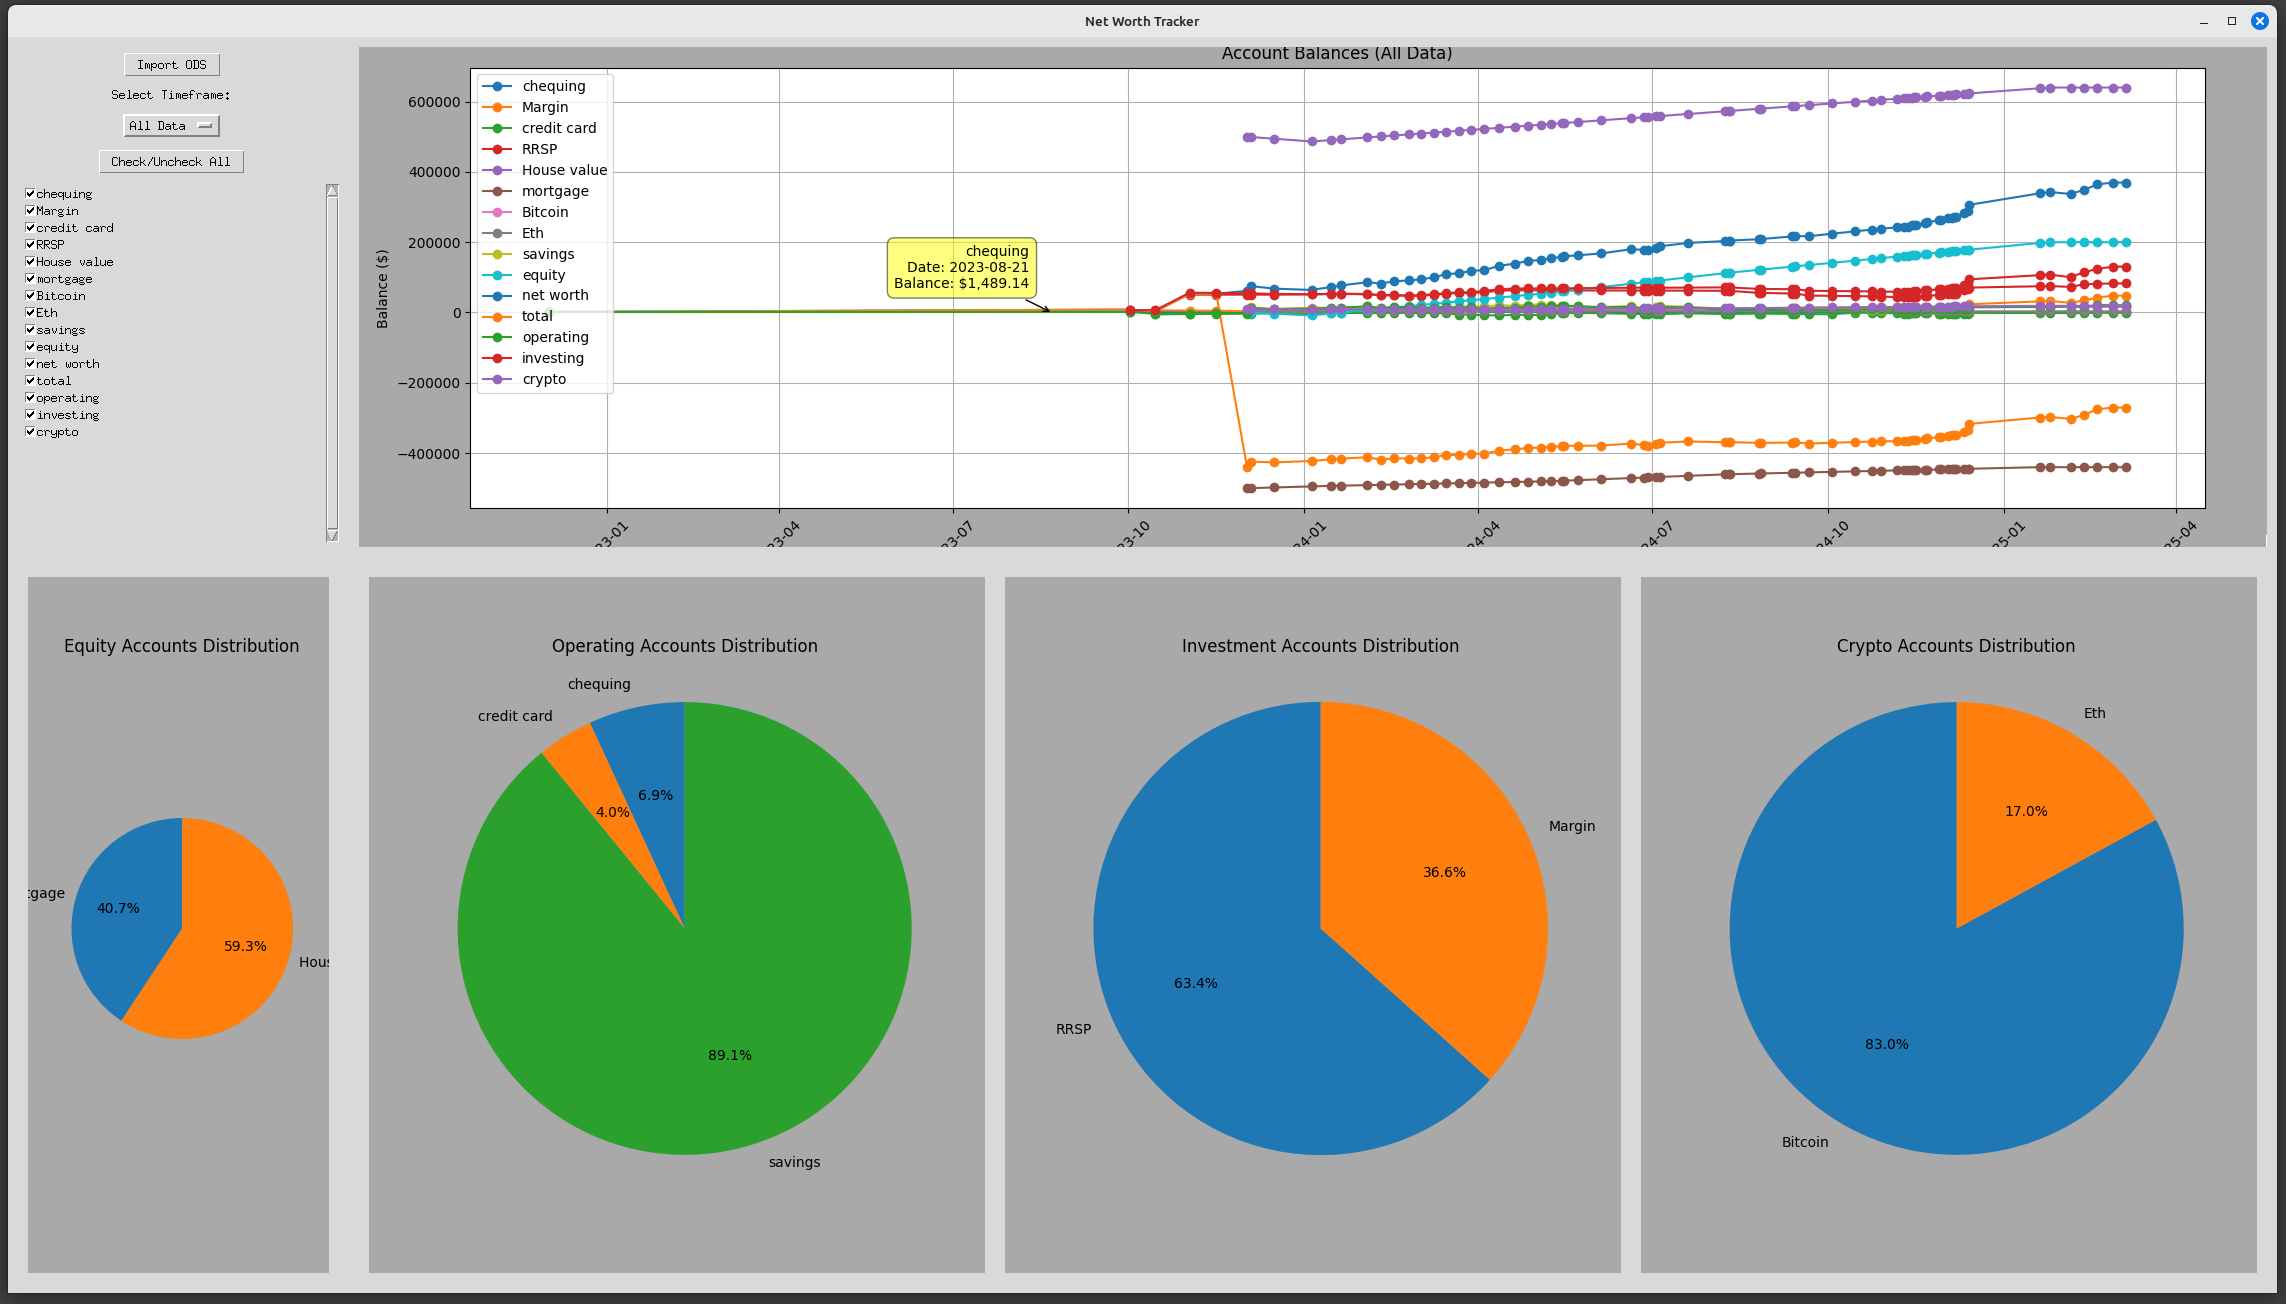 Net Worth Tracker
Import ODS
Select Timeframe:
All Data
Check/Uncheck All
chequing
Margin
credit card
RRSP
House value
mortgage
Bitcoin
Eth
savings
equity
net worth
total
operating
investing
crypto
Account Balances (All Data)
Balance ($)
600000
400000
200000
0
−200000
−400000
chequing
Margin
credit card
RRSP
House value
mortgage
Bitcoin
Eth
savings
equity
net worth
total
operating
investing
crypto
chequing
Date: 2023-08-21
Balance: $1,489.14
23-01
23-04
23-07
23-10
24-01
24-04
24-07
24-10
25-01
25-04
Equity Accounts Distribution
tgage
40.7%
59.3%
Hous
Operating Accounts Distribution
chequing
credit card
6.9%
4.0%
89.1%
savings
Investment Accounts Distribution
Margin
36.6%
63.4%
RRSP
Crypto Accounts Distribution
Eth
17.0%
83.0%
Bitcoin